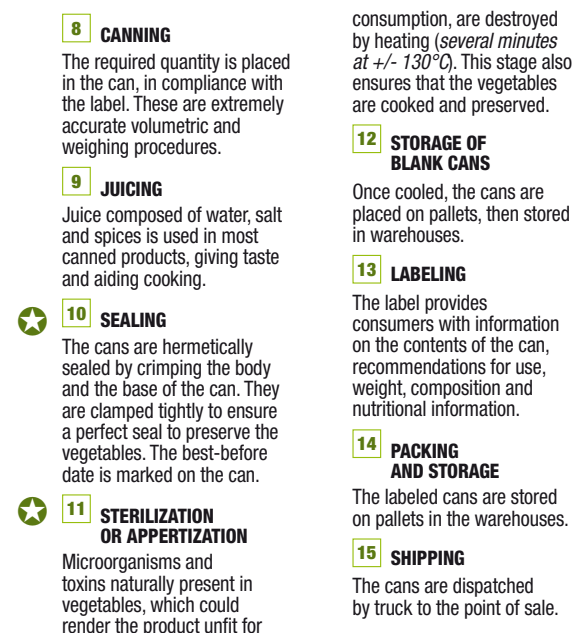 8 CANNING
The required quantity is placed
in the can, in compliance with
the label. These are extremely
accurate volumetric and
weighing procedures.
9 JUICING
Juice composed of water, salt
and spices is used in most
canned products, giving taste
and aiding cooking.
10 SEALING
The cans are hermetically
sealed by crimping the body
and the base of the can. They
are clamped tightly to ensure
a perfect seal to preserve the
vegetables. The best-before
date is marked on the can.
11 STERILIZATION
OR APPERTIZATION
Microorganisms and
toxins naturally present in
vegetables, which could
render the product unfit for
consumption, are destroyed
by heating (several minutes
at +/- 130°C). This stage also
ensures that the vegetables
are cooked and preserved.
12 STORAGE OF
BLANK CANS
Once cooled, the cans are
placed on pallets, then stored
in warehouses.
13 LABELING
The label provides
consumers with information
on the contents of the can,
recommendations for use,
weight, composition and
nutritional information.
14 PACKING
AND STORAGE
The labeled cans are stored
on pallets in the warehouses.
15 SHIPPING
The cans are dispatched
by truck to the point of sale.